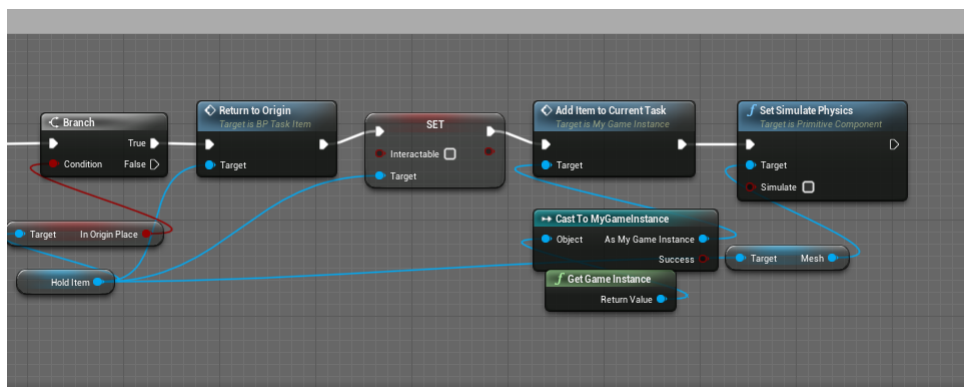 Branch
True
Condition
False
Return to Origin
Target is BP Task Item
Target
SET
Interactable
Target
Add Item to Current Task
Target is My Game Instance
Target
Set Simulate Physics
Target is Primitive Component
Target
Simulate
Target In Origin Place
Hold Item
Cast To MyGameInstance
Object As My Game Instance
Success
Get Game Instance
Return Value
Target Mesh